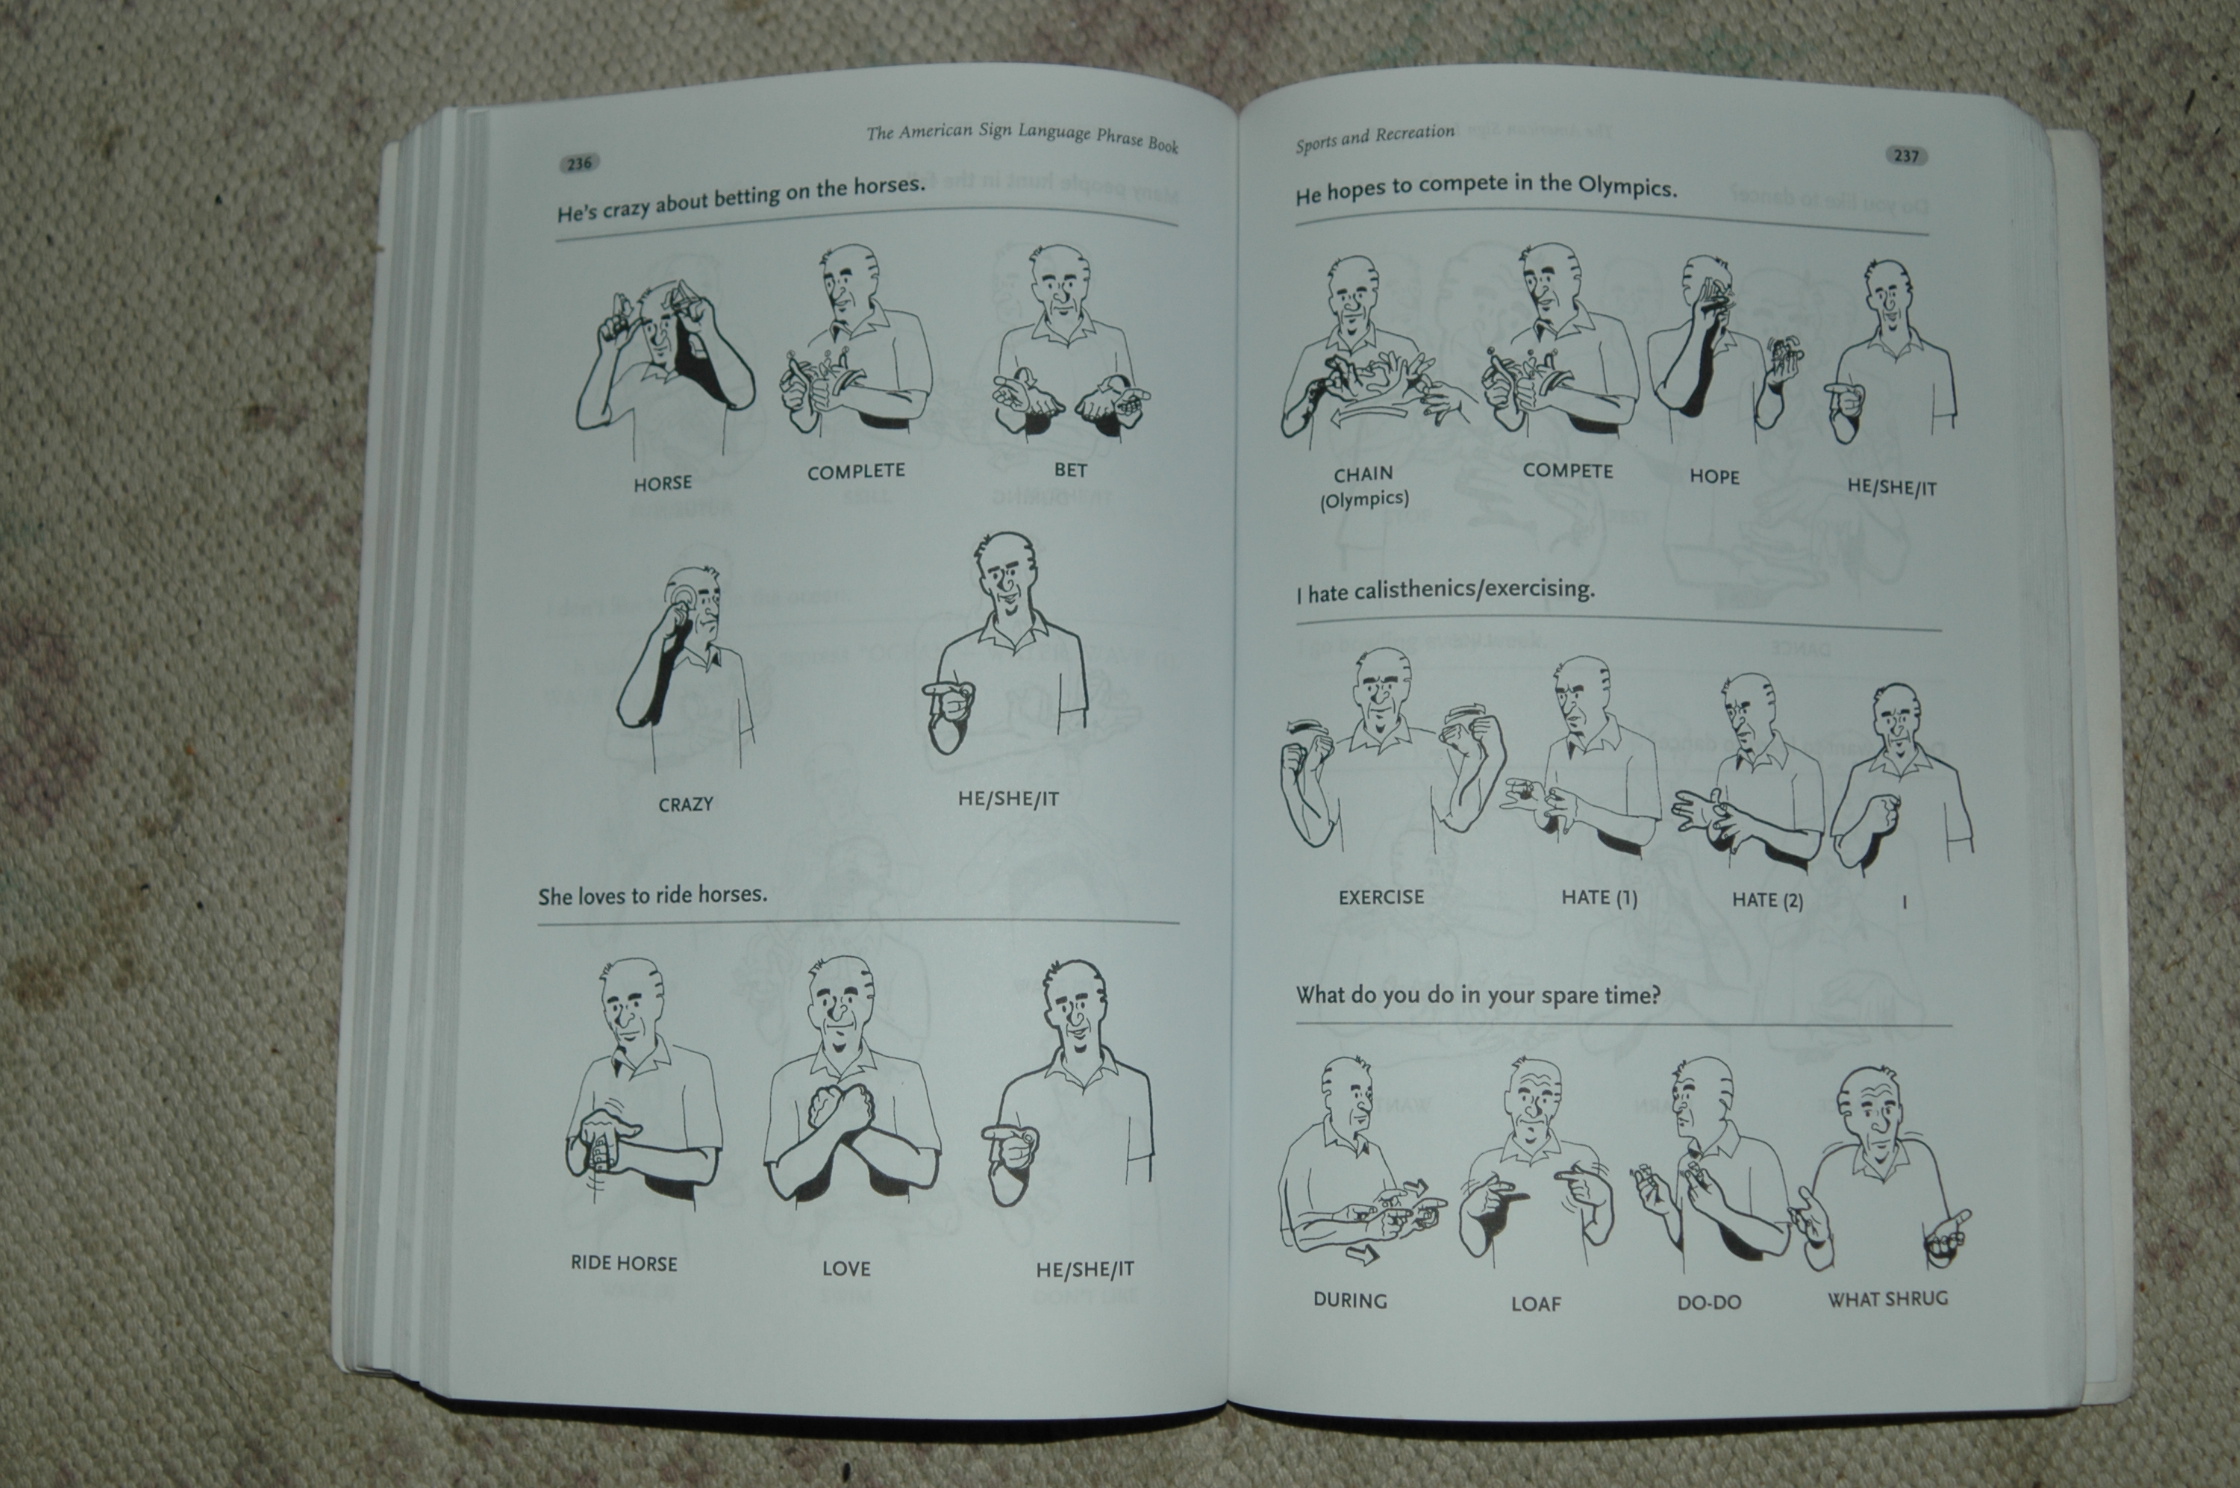 236
The American Sign Language Phrase Book
He's crazy about betting on the horses.
HORSE
COMPLETE
BET
CRAZY
HE/SHE/IT
She loves to ride horses.
RIDE HORSE
LOVE
HE/SHE/IT
Sports and Recreation
237
He hopes to compete in the Olympics.
CHAIN
(Olympics)
COMPETE
HOPE
HE/SHE/IT
I hate calisthenics/exercising.
EXERCISE
HATE (1)
HATE (2)
I
What do you do in your spare time?
DURING
LOAF
DO-DO
WHAT SHRUG